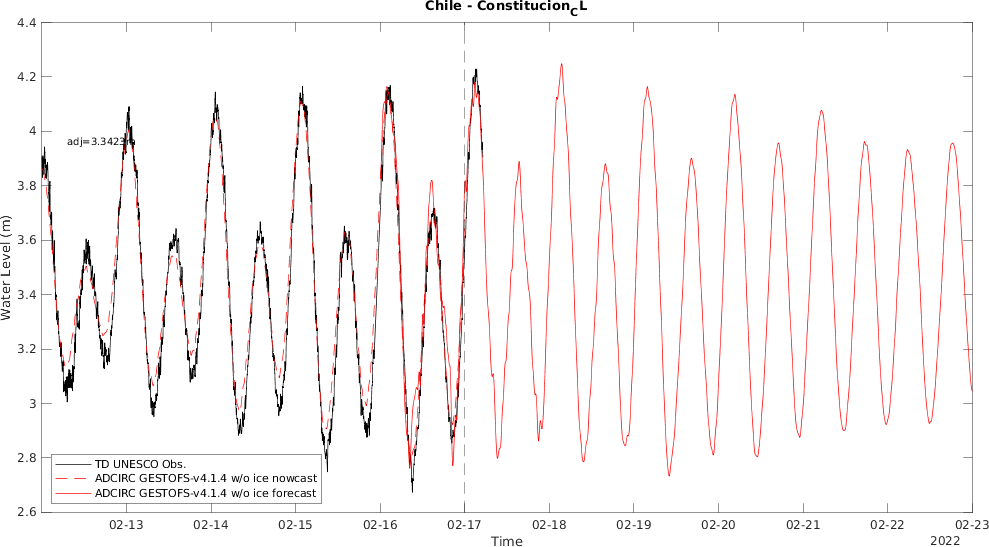 Chile - Constitucion_CL
4.4
4.2
4
3.8
3.6
3.4
3.2
3
2.8
2.6
Water Level (m)
adj=3.3423
TD UNESCO Obs.
ADCIRC GESTOFS-v4.1.4 w/o ice nowcast
ADCIRC GESTOFS-v4.1.4 w/o ice forecast
02-13 02-14 02-15 02-16 02-17 02-18 02-19 02-20 02-21 02-22 02-23
Time
2022